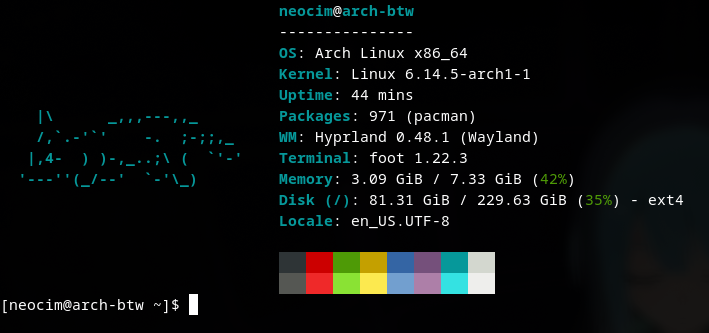 neocim@arch-btw
---------------
OS: Arch Linux x86_64
Kernel: Linux 6.14.5-arch1-1
Uptime: 44 mins
Packages: 971 (pacman)
WM: Hyprland 0.48.1 (Wayland)
Terminal: foot 1.22.3
Memory: 3.09 GiB / 7.33 GiB (42%)
Disk (/): 81.31 GiB / 229.63 GiB (35%) - ext4
Locale: en_US.UTF-8
[neocim@arch-btw ~]$